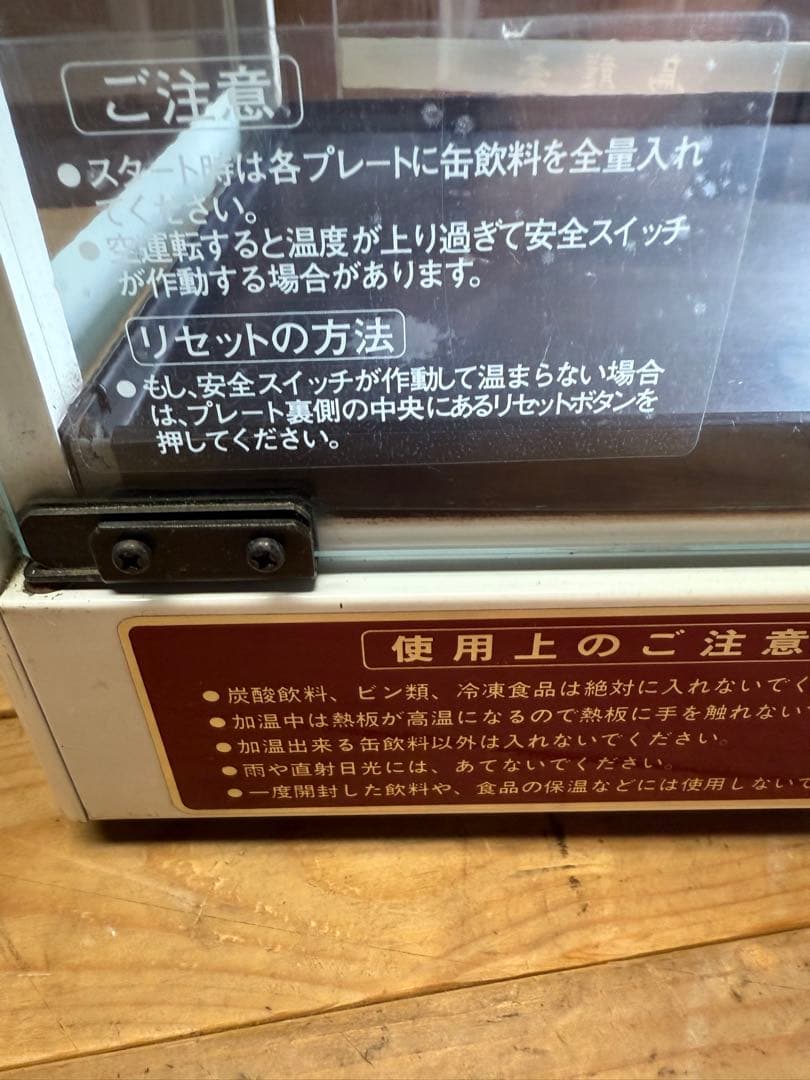 ご注意
●スタート時は各プレートに缶飲料を全量入れ
てください。
●空運転すると温度が上り過ぎて安全スイッチ
が作動する場合があります。
リセットの方法
●もし、安全スイッチが作動して温まらない場合
は、プレート裏側の中央にあるリセットボタンを
押してください。
使用上のご注意
●炭酸飲料、ビン類、冷凍食品は絶対に入れないでく
●加温中は熱板が高温になるので熱板に手を触れない
●加温出来る缶飲料以外は入れないでください。
●雨や直射日光には、あてないでください。
●一度開封した飲料や、食品の保温などには使用しないで